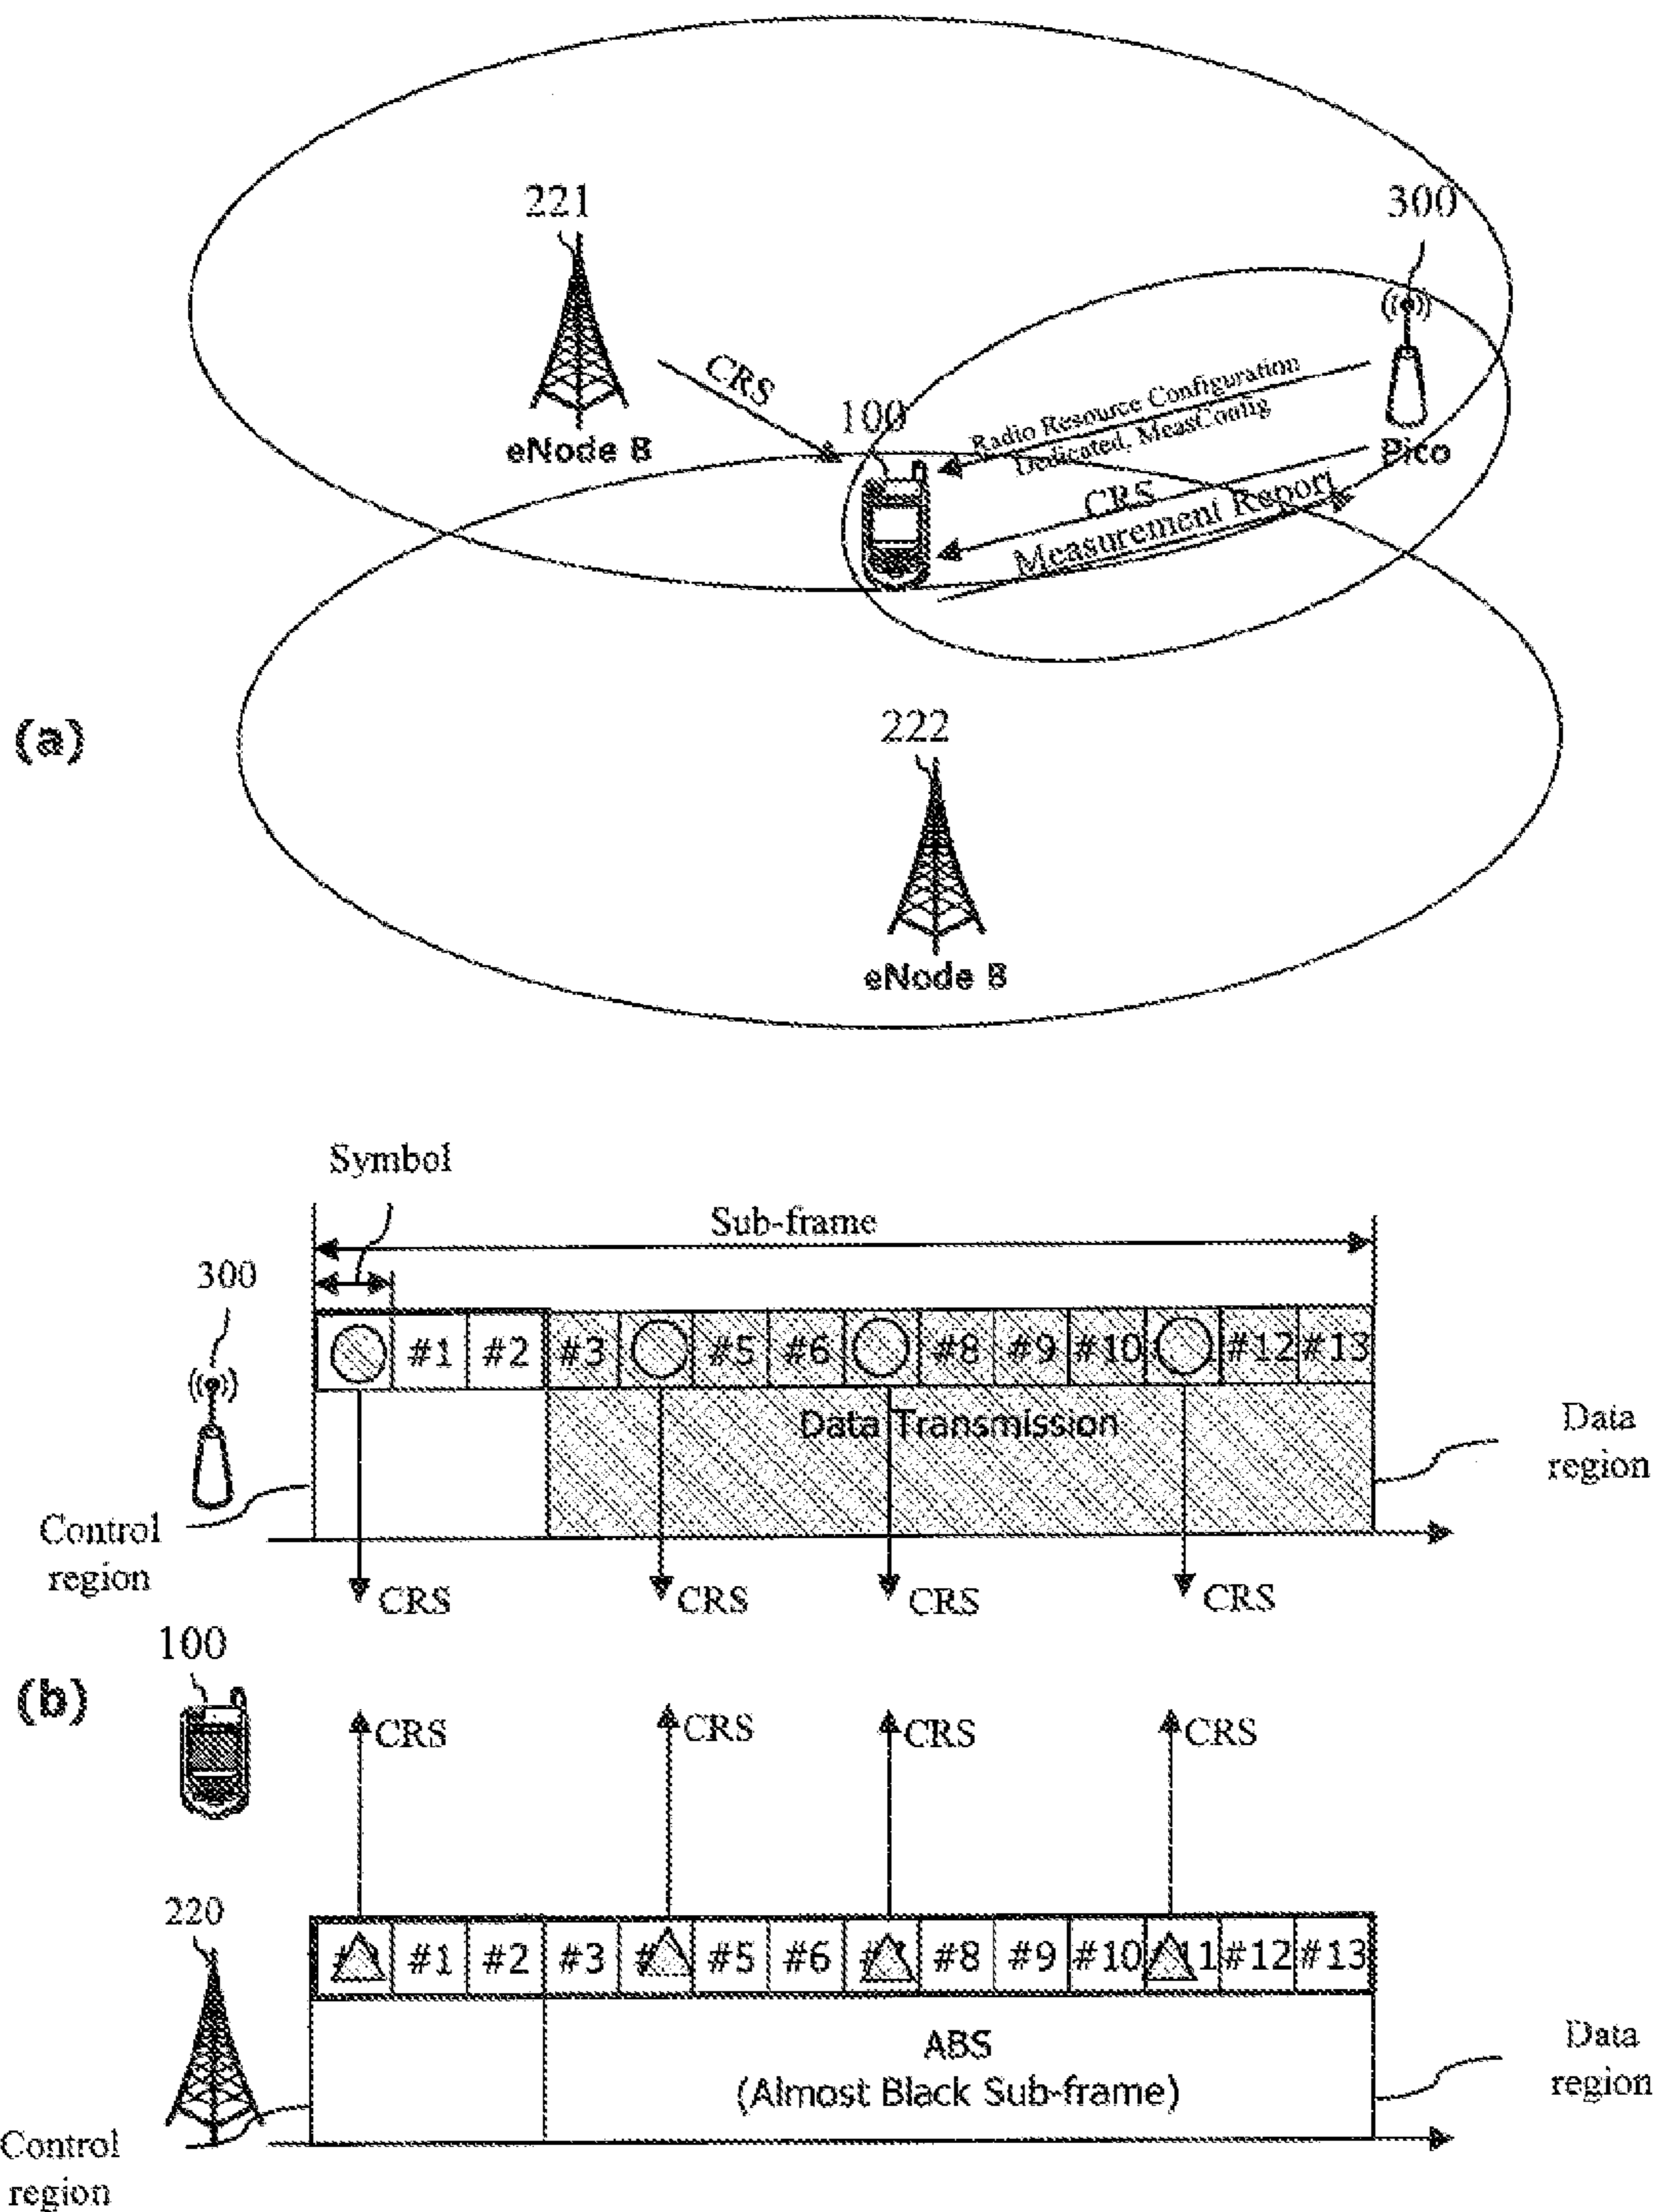 221
300
CRS
100
Radio Resource Configuration
Dedicated, MeasConfig
eNode B
Pico
CRS
Measurement Report
(a)
222
eNode B
Symbol
Sub-frame
300
#1 #2 #3 #5 #6 #8 #9 #10 #12 #13
Data Transmission
Data
region
Control
region
CRS CRS CRS CRS
100
(b)
CRS CRS CRS CRS
220
#1 #2 #3 #5 #6 #8 #9 #10 #11 #12 #13
ABS
(Almost Black Sub-frame)
Data
region
Control
region